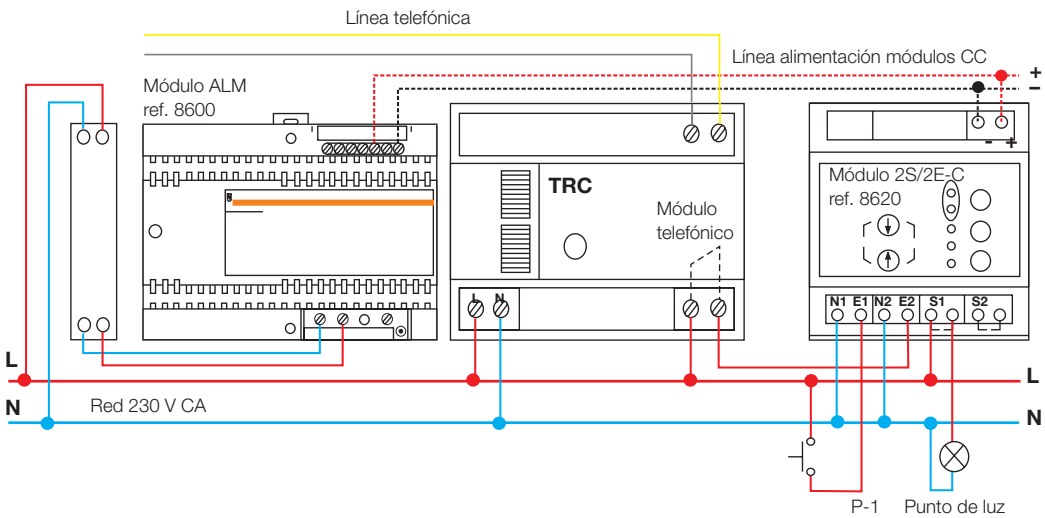 Línea telefónica
Línea alimentación módulos CC
+
−
Módulo ALM
ref. 8600
TRC
Módulo
telefónico
- +
Módulo 2S/2E-C
ref. 8620
L N
N1 E1 N2 E2 S1 S2
L
L
N
Red 230 V CA
N
P-1
Punto de luz